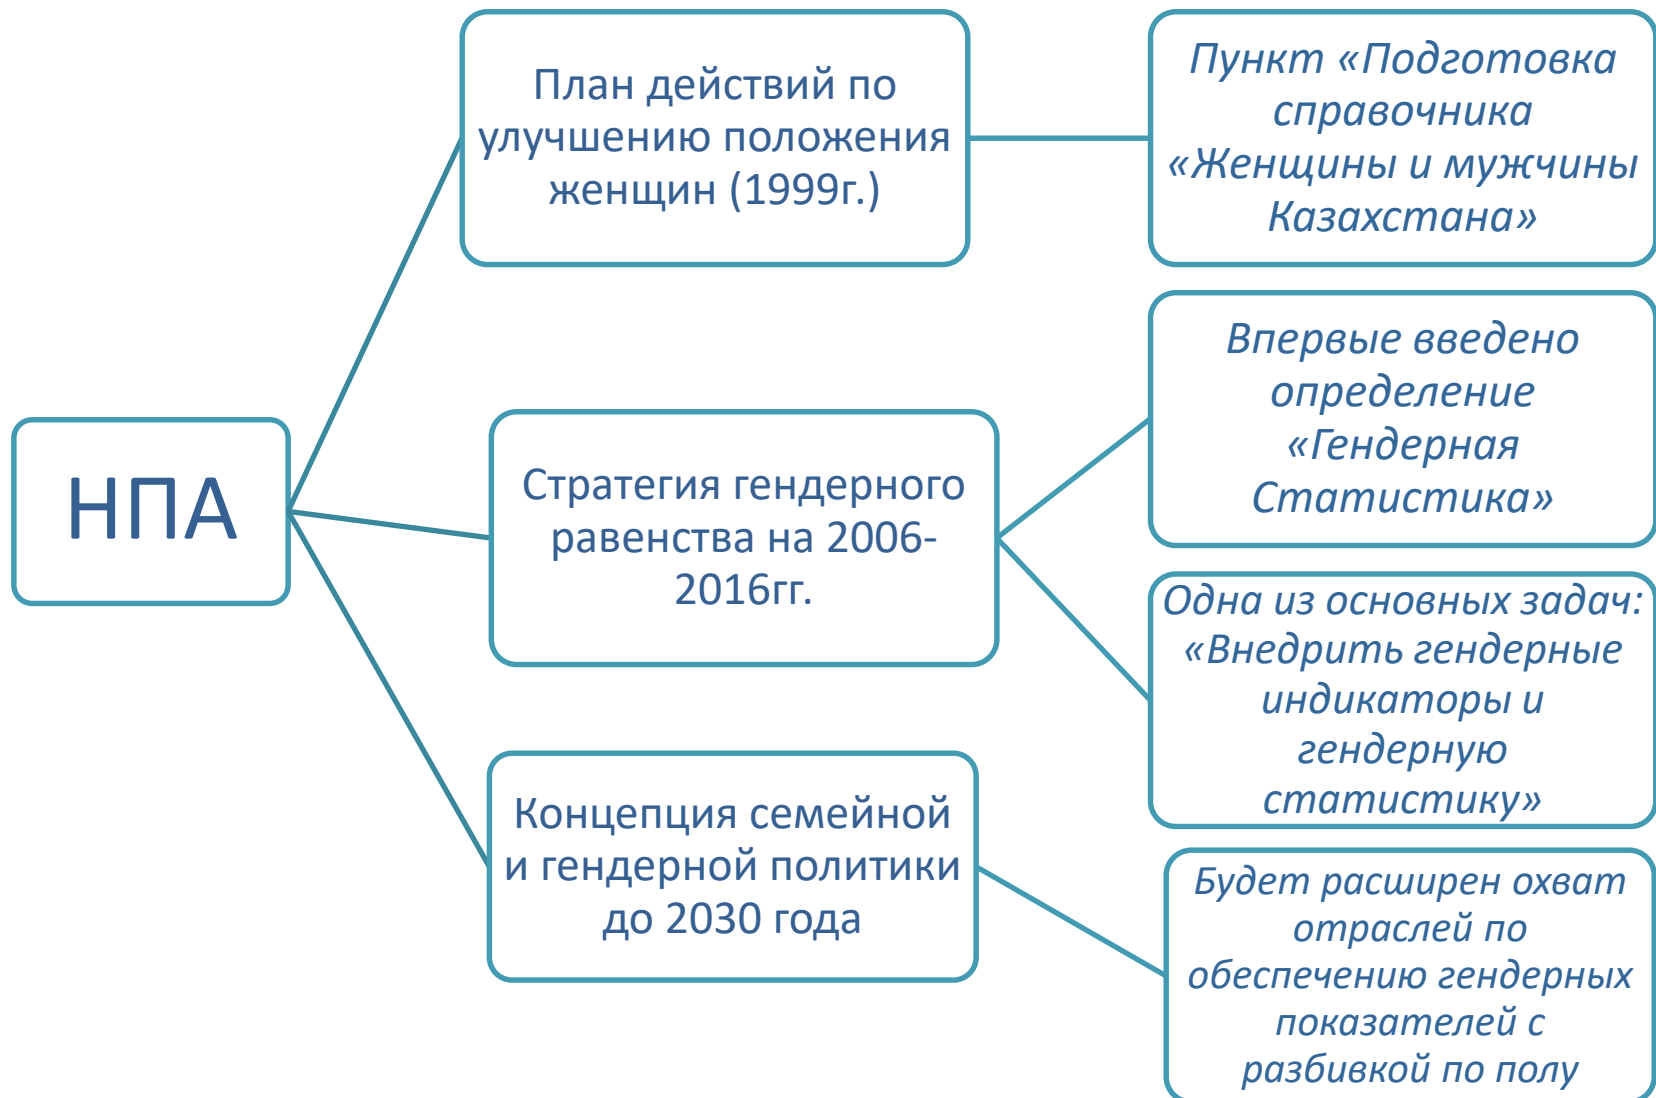 НПА
План действий по
улучшению положения
женщин (1999г.)
Пункт «Подготовка
справочника
«Женщины и мужчины
Казахстана»
Стратегия гендерного
равенства на 2006-
2016гг.
Впервые введено
определение
«Гендерная
Статистика»
Одна из основных задач:
«Внедрить гендерные
индикаторы и
гендерную
статистику»
Концепция семейной
и гендерной политики
до 2030 года
Будет расширен охват
отраслей по
обеспечению гендерных
показателей с
разбивкой по полу